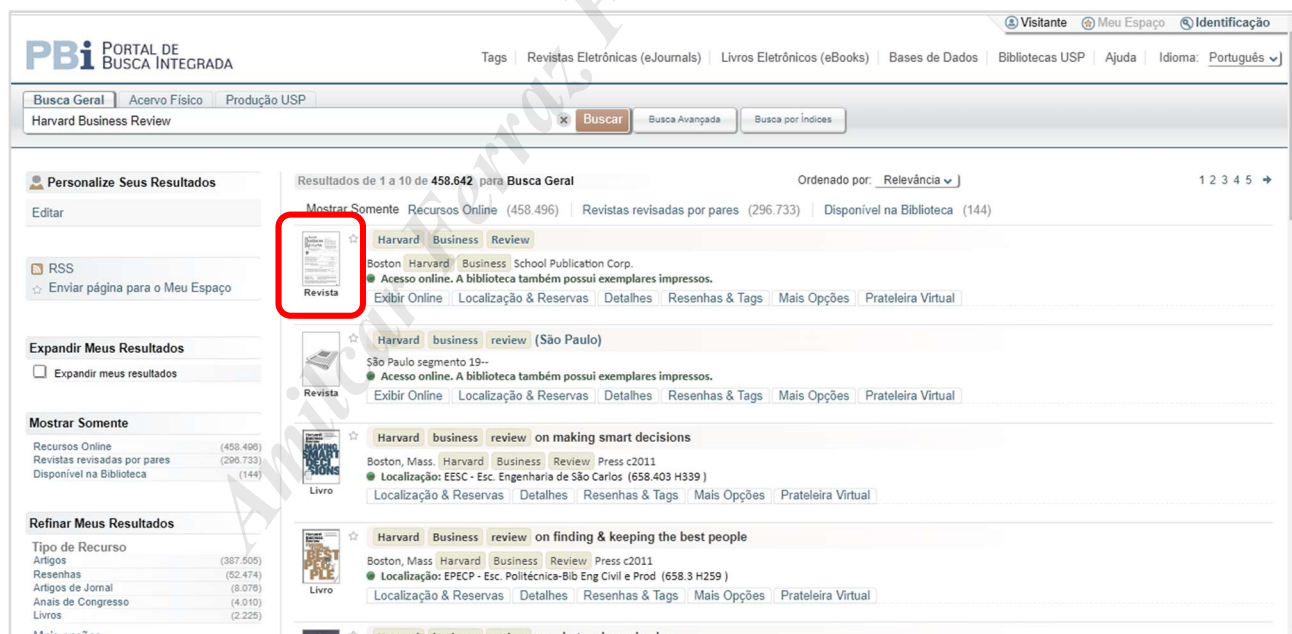 Visitante Meu Espaço Identificação
PBi PORTAL DE BUSCA INTEGRADA
Tags Revistas Eletrônicas (eJournals) Livros Eletrônicos (eBooks) Bases de Dados Bibliotecas USP Ajuda Idioma: Português
Busca Geral Acervo Físico Produção USP
Harvard Business Review x Buscar Busca Avançada Busca por Índices
Personalize Seus Resultados
Editar
RSS
Enviar página para o Meu Espaço
Expandir Meus Resultados
Expandir meus resultados
Mostrar Somente
Recursos Online (458.496)
Revistas revisadas por pares (296.733)
Disponível na Biblioteca (144)
Refinar Meus Resultados
Tipo de Recurso
Artigos (387.505)
Resenhas (52.474)
Artigos de Jornal (8.076)
Anais de Congresso (4.010)
Livros (2.225)
Resultados de 1 a 10 de 458.642 para Busca Geral Ordenado por: Relevância 1 2 3 4 5
Mostrar Somente Recursos Online (458.496) Revistas revisadas por pares (296.733) Disponível na Biblioteca (144)
Harvard Business Review
Boston Harvard Business School Publication Corp.
Acesso online. A biblioteca também possui exemplares impressos.
Revista
Exibir Online Localização & Reservas Detalhes Resenhas & Tags Mais Opções Prateleira Virtual
Harvard business review (São Paulo)
São Paulo segmento 19--
Acesso online. A biblioteca também possui exemplares impressos.
Revista
Exibir Online Localização & Reservas Detalhes Resenhas & Tags Mais Opções Prateleira Virtual
Harvard business review on making smart decisions
MAKING
SMART
DECI
SIONS
Boston, Mass. Harvard Business Review Press c2011
Localização: EESC - Esc. Engenharia de São Carlos (658.403 H339 )
Livro
Localização & Reservas Detalhes Resenhas & Tags Mais Opções Prateleira Virtual
Harvard Business review on finding & keeping the best people
BEST
PEO
PLE
Boston, Mass Harvard Business Review Press c2011
Localização: EPECP - Esc. Politécnica-Bib Eng Civil e Prod (658.3 H259 )
Livro
Localização & Reservas Detalhes Resenhas & Tags Mais Opções Prateleira Virtual
Amilcar Ferraz